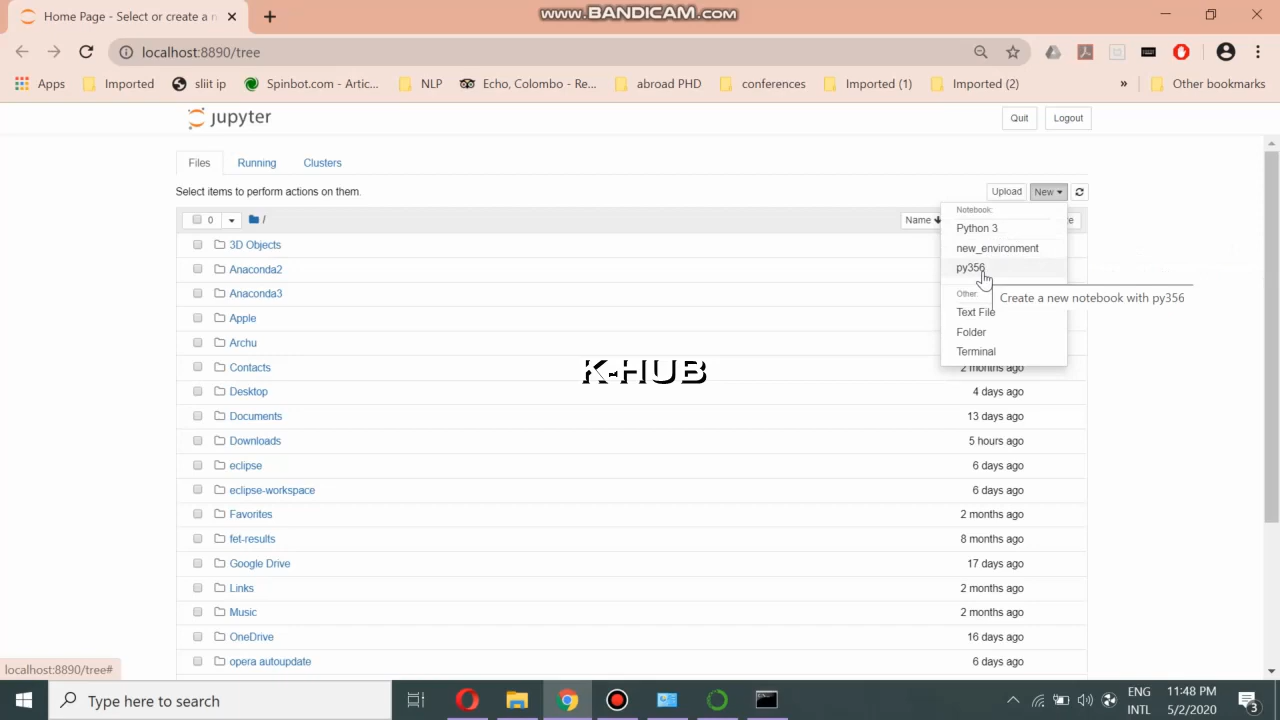 Home Page - Select or create a n
www.BANDICAM.com
localhost:8890/tree
Apps
Imported
sliit ip
Spinbot.com - Artic...
NLP
Echo, Colombo - Re...
abroad PHD
conferences
Imported (1)
Imported (2)
»
Other bookmarks
jupyter
Quit
Logout
Files
Running
Clusters
Select items to perform actions on them.
Upload
New
0
/
Name
Notebook:
Python 3
new_environment
py356
Create a new notebook with py356
Other:
Text File
Folder
Terminal
3D Objects
Anaconda2
Anaconda3
Apple
Archu
Contacts
2 months ago
K-HUB
Desktop
4 days ago
Documents
13 days ago
Downloads
5 hours ago
eclipse
6 days ago
eclipse-workspace
6 days ago
Favorites
2 months ago
fet-results
8 months ago
Google Drive
17 days ago
Links
2 months ago
Music
2 months ago
OneDrive
16 days ago
opera autoupdate
6 days ago
localhost:8890/tree#
Type here to search
ENG
INTL
11:48 PM
5/2/2020
3